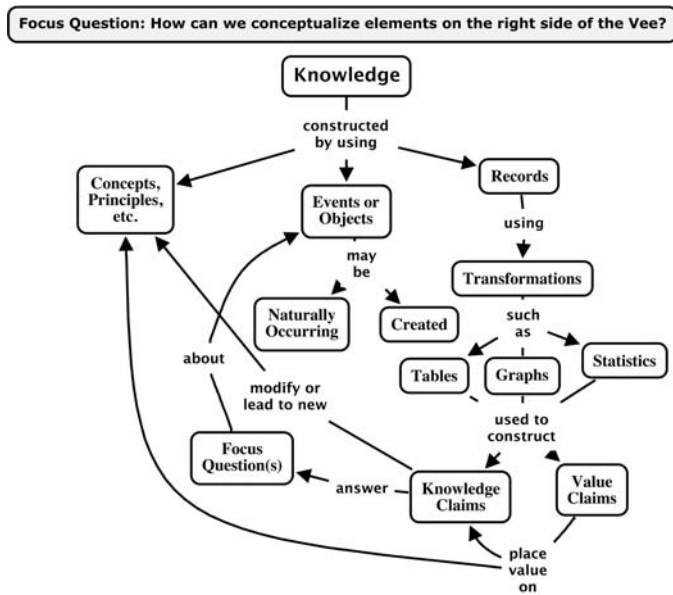 Focus Question: How can we conceptualize elements on the right side of the Vee?
Knowledge
constructed
by using
Concepts,
Principles,
etc.
Events or
Objects
Records
using
may
be
Transformations
Naturally
Occurring
Created
such
as
about
Tables
Graphs
Statistics
modify or
lead to new
used to
construct
Focus
Question(s)
answer
Knowledge
Claims
Value
Claims
place
value
on